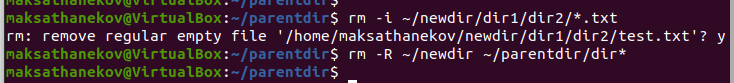 maksathanekov@VirtualBox:~/parentdir$
maksathanekov@VirtualBox:~/parentdir$ rm -i ~/newdir/dir1/dir2/*.txt
rm: remove regular empty file '/home/maksathanekov/newdir/dir1/dir2/test.txt'? y
maksathanekov@VirtualBox:~/parentdir$ rm -R ~/newdir ~/parentdir/dir*
maksathanekov@VirtualBox:~/parentdir$